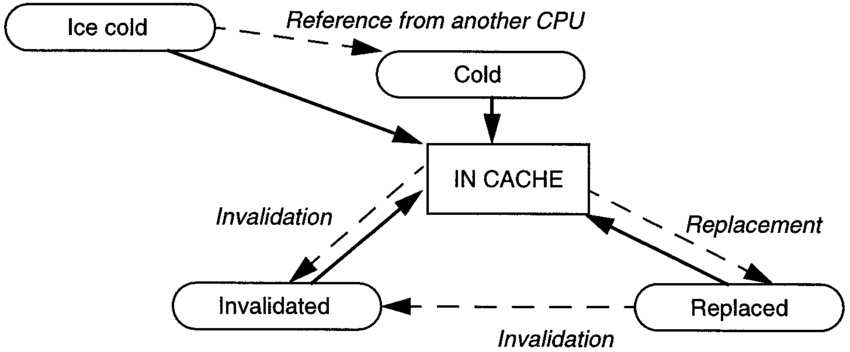 Ice cold
Reference from another CPU
Cold
IN CACHE
Invalidation
Replacement
Invalidated
Replaced
Invalidation